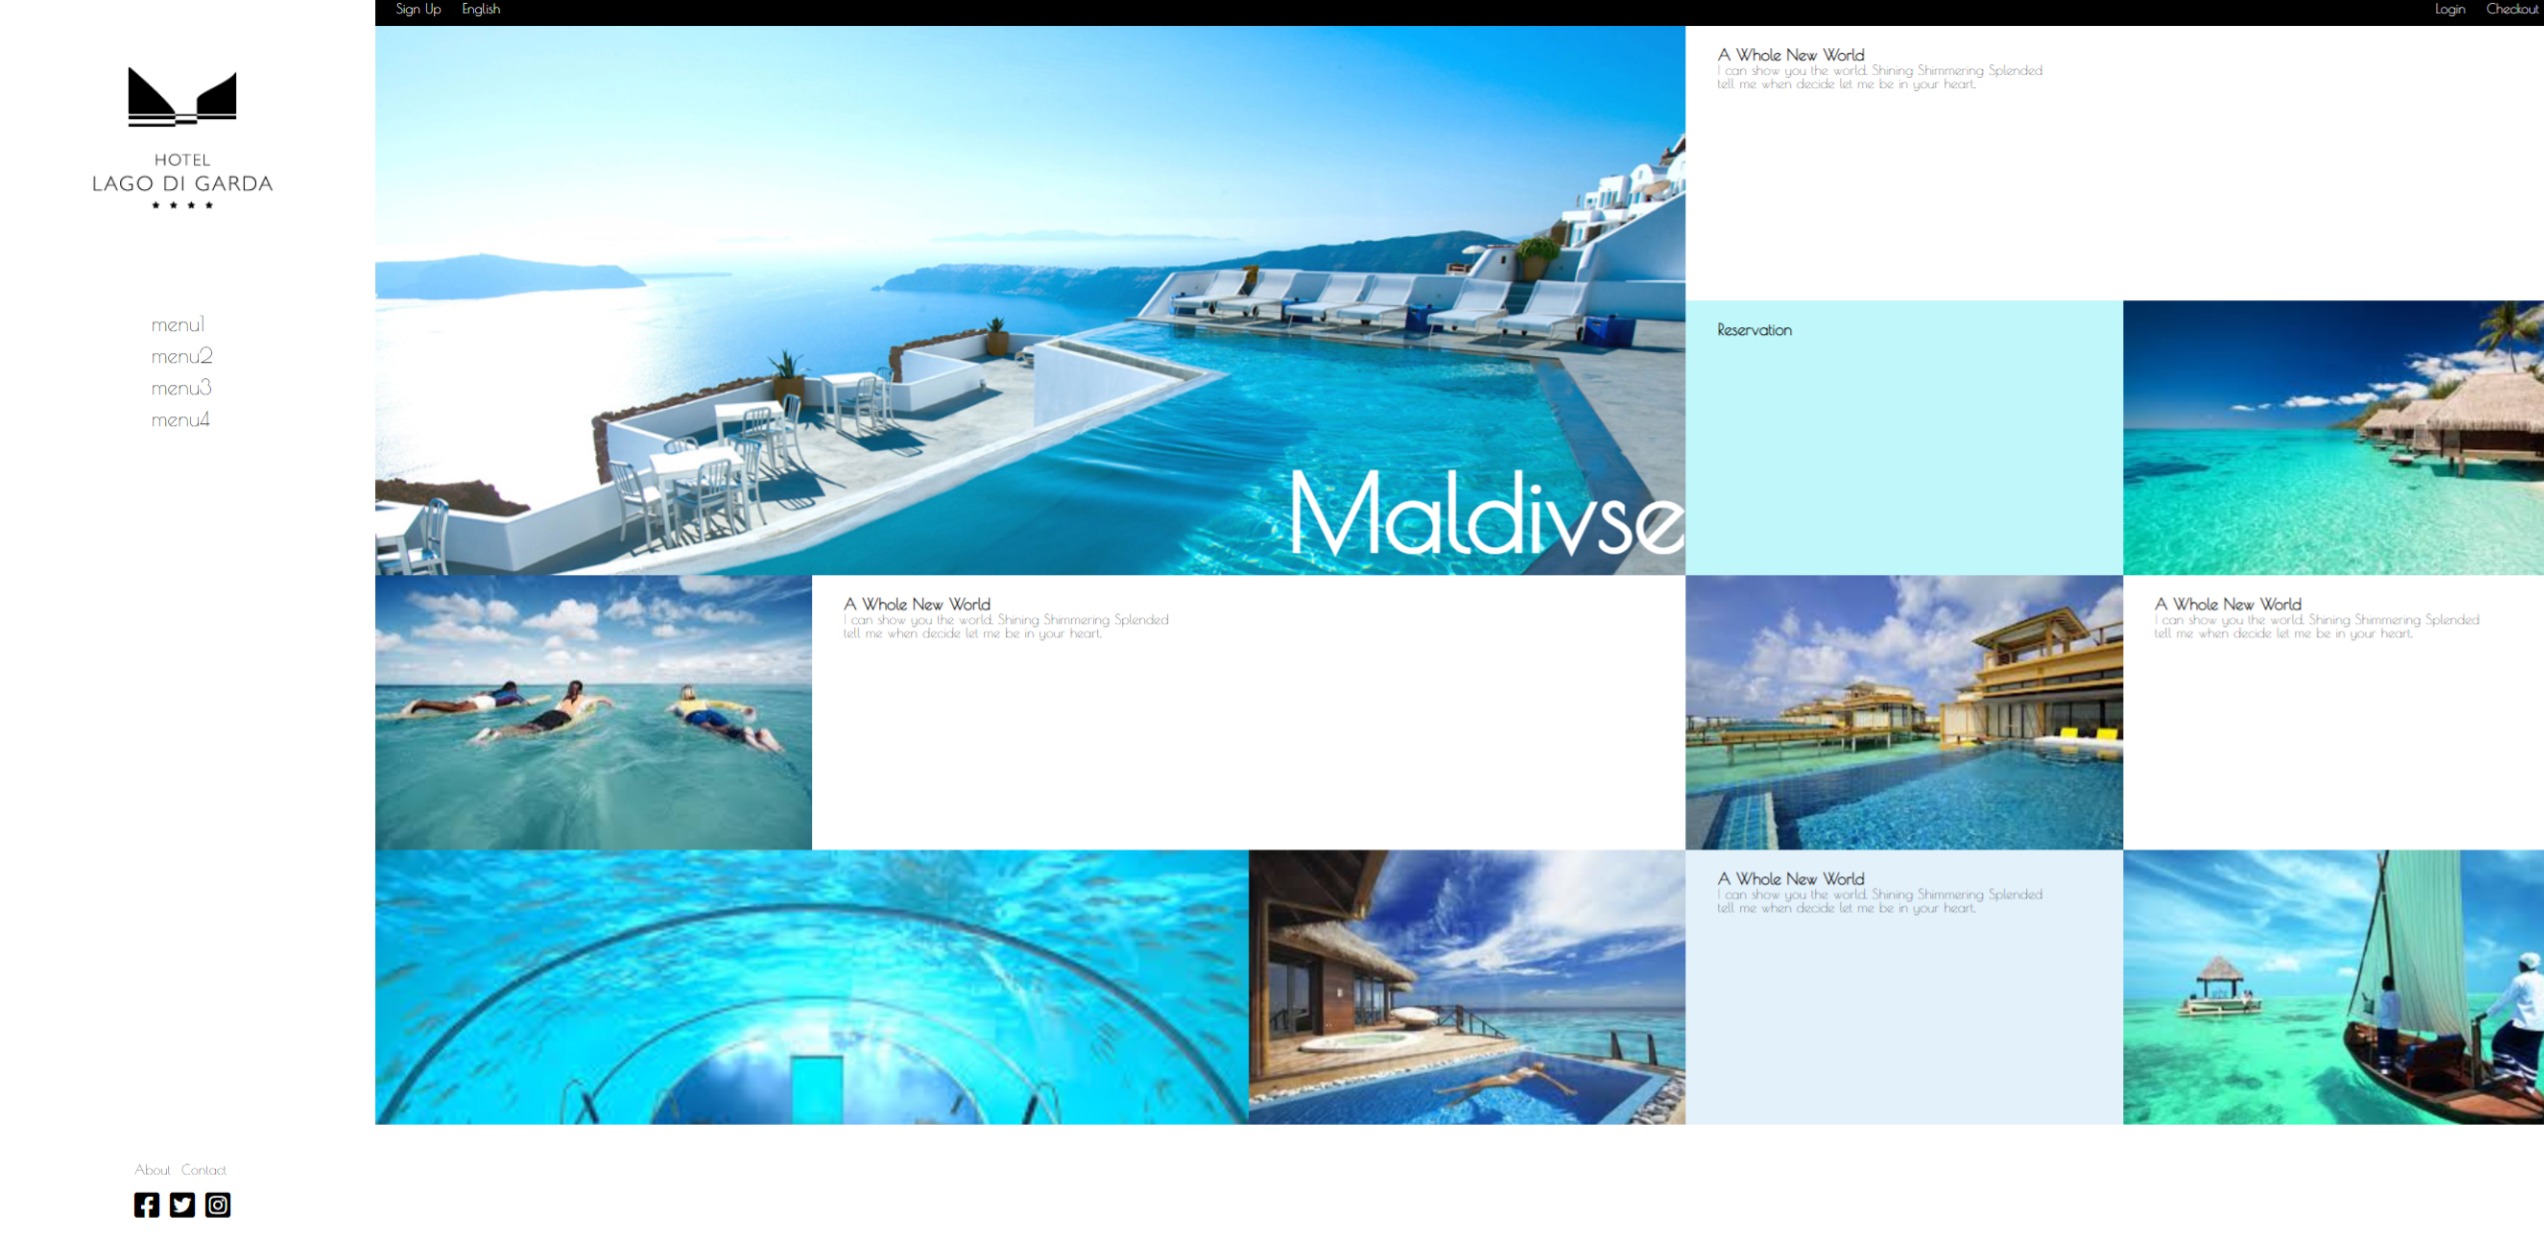 Sign Up English
Login Checkout
HOTEL
LAGO DI GARDA
menu1
menu2
menu3
menu4
About Contact
Maldivse
A Whole New World
I can show you the world. Shining Shimmering Splended
tell me when decide let me be in your heart.
Reservation
A Whole New World
I can show you the world. Shining Shimmering Splended
tell me when decide let me be in your heart.
A Whole New World
I can show you the world. Shining Shimmering Splended
tell me when decide let me be in your heart.
A Whole New World
I can show you the world. Shining Shimmering Splended
tell me when decide let me be in your heart.